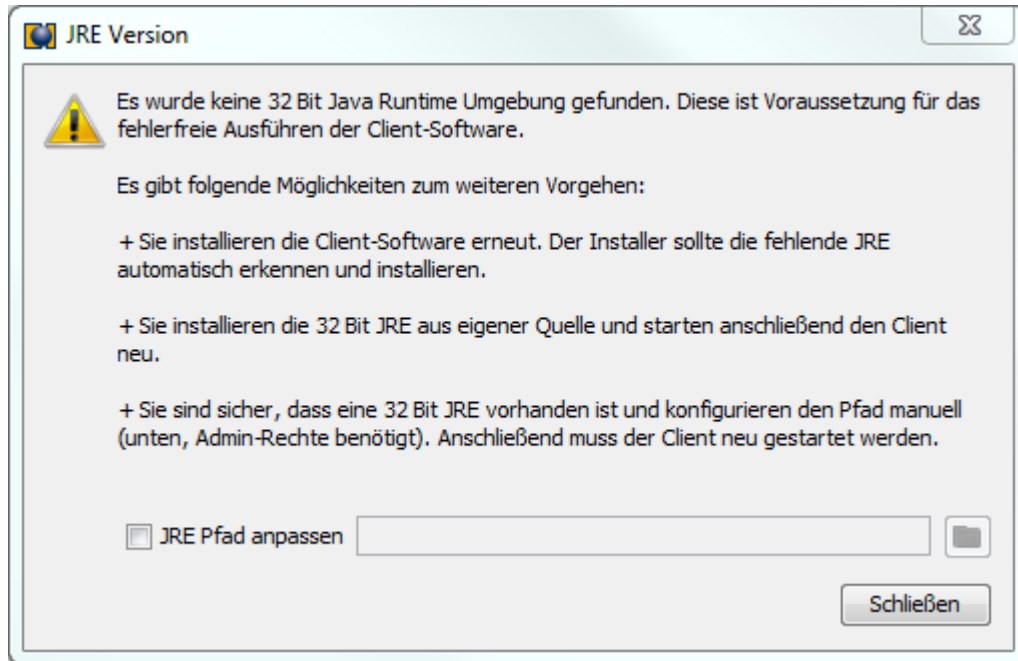 JRE Version
Es wurde keine 32 Bit Java Runtime Umgebung gefunden. Diese ist Voraussetzung für das
fehlerfreie Ausführen der Client-Software.
Es gibt folgende Möglichkeiten zum weiteren Vorgehen:
+ Sie installieren die Client-Software erneut. Der Installer sollte die fehlende JRE
automatisch erkennen und installieren.
+ Sie installieren die 32 Bit JRE aus eigener Quelle und starten anschließend den Client
neu.
+ Sie sind sicher, dass eine 32 Bit JRE vorhanden ist und konfigurieren den Pfad manuell
(unten, Admin-Rechte benötigt). Anschließend muss der Client neu gestartet werden.
JRE Pfad anpassen
Schließen